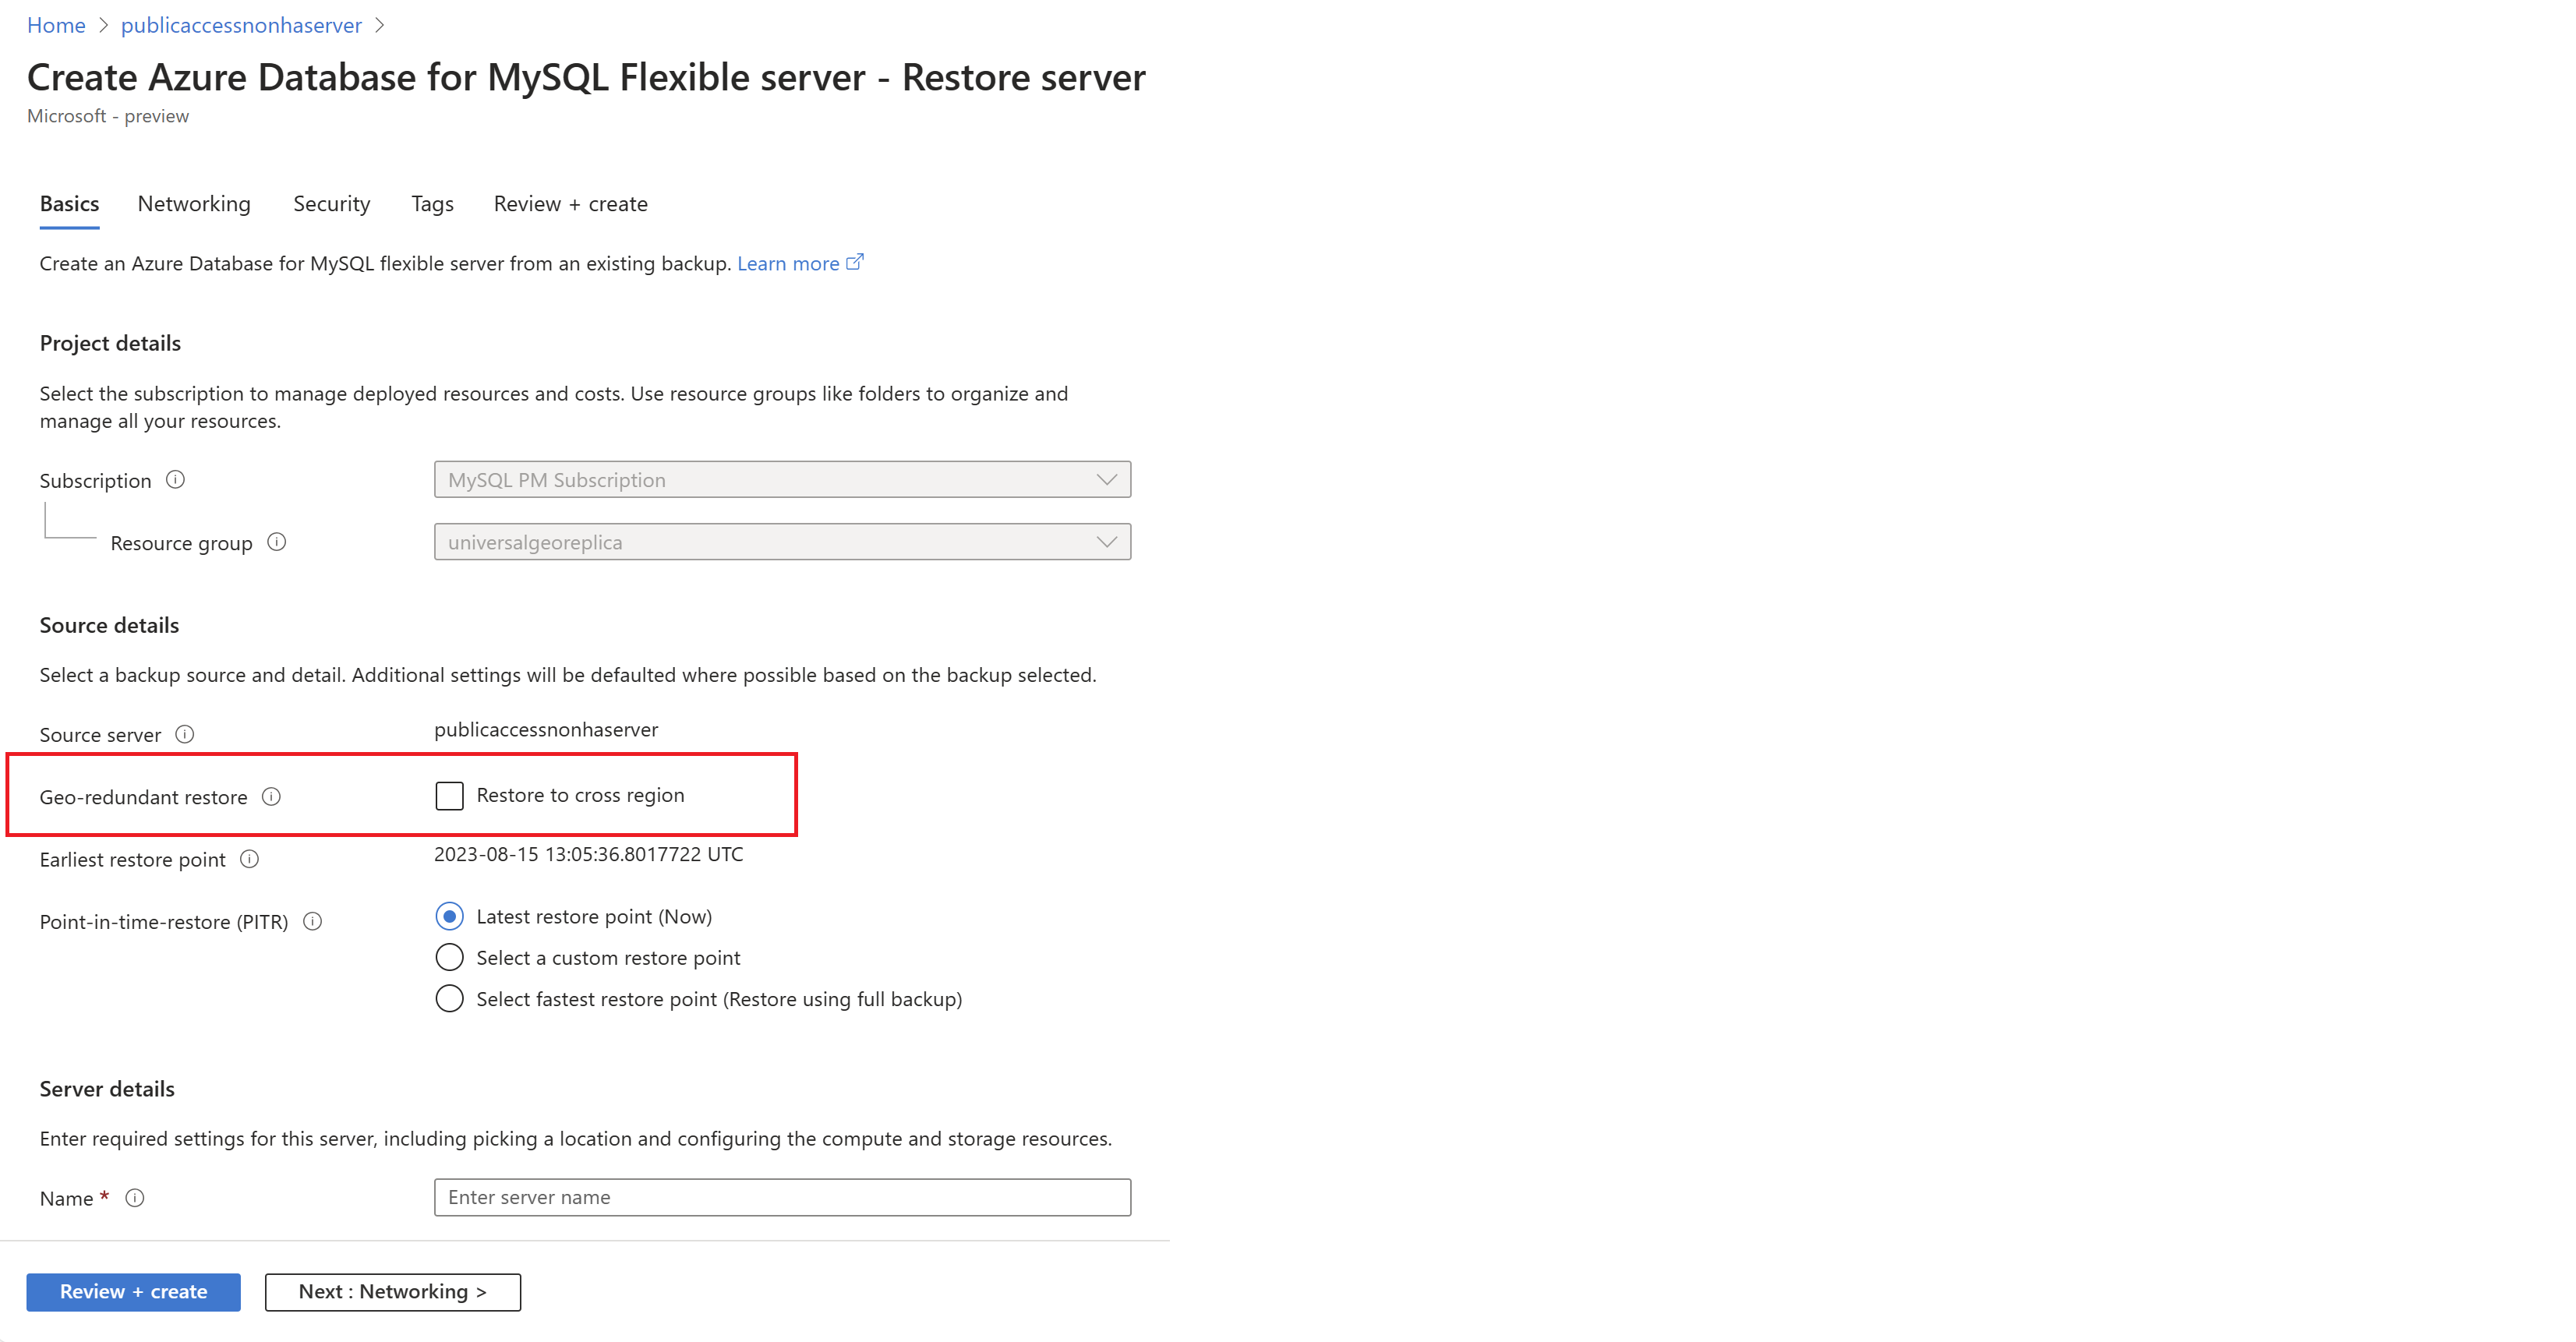 Home > publicaccessnonhaserver >
Create Azure Database for MySQL Flexible server - Restore server
Microsoft - preview
Basics Networking Security Tags Review + create
Create an Azure Database for MySQL flexible server from an existing backup. Learn more
Project details
Select the subscription to manage deployed resources and costs. Use resource groups like folders to organize and
manage all your resources.
Subscription MySQL PM Subscription
Resource group universalgeoreplica
Source details
Select a backup source and detail. Additional settings will be defaulted where possible based on the backup selected.
Source server publicaccessnonhaserver
Geo-redundant restore Restore to cross region
Earliest restore point 2023-08-15 13:05:36.8017722 UTC
Point-in-time-restore (PITR) Latest restore point (Now)
Select a custom restore point
Select fastest restore point (Restore using full backup)
Server details
Enter required settings for this server, including picking a location and configuring the compute and storage resources.
Name * Enter server name
Review + create Next : Networking >